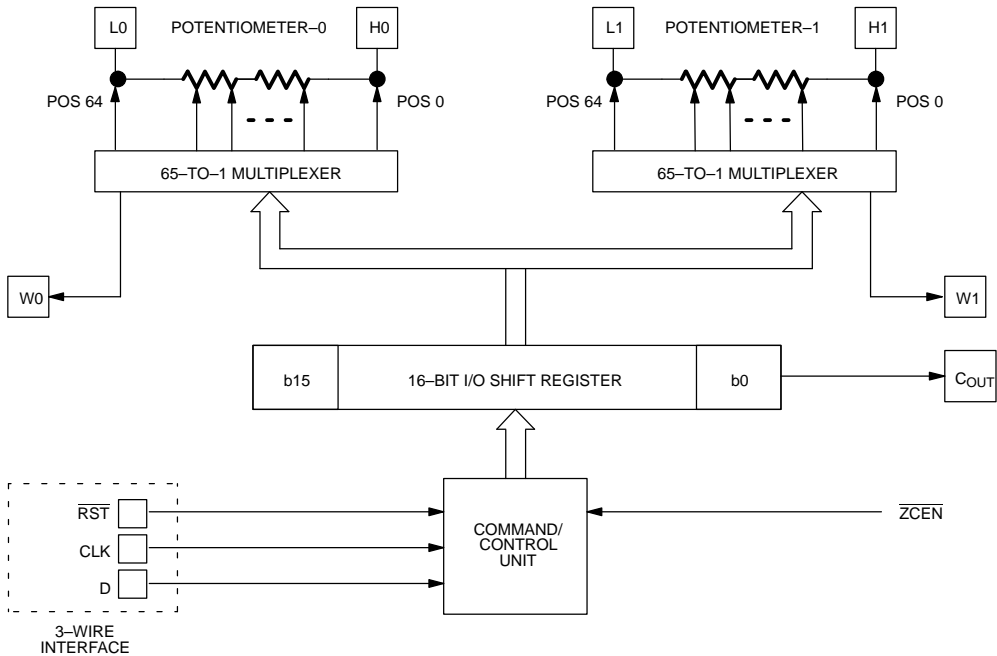 L0 POTENTIOMETER–0 H0 L1 POTENTIOMETER–1 H1
POS 64 POS 0 POS 64 POS 0
65–TO–1 MULTIPLEXER 65–TO–1 MULTIPLEXER
W0 W1
b15 16–BIT I/O SHIFT REGISTER b0 COUT
RST ZCEN
COMMAND/
CONTROL
UNIT
CLK
D
3–WIRE
INTERFACE